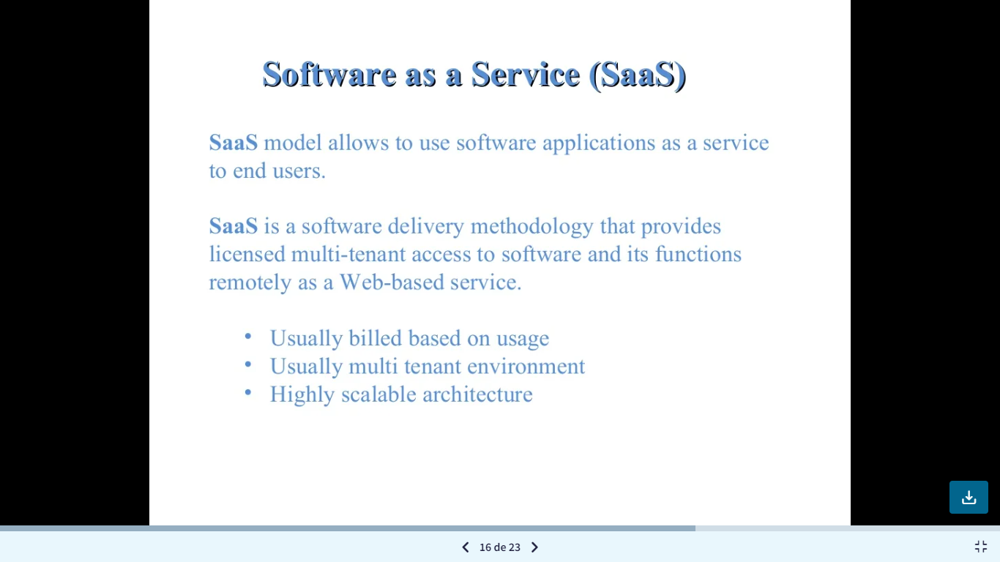 Software as a Service (SaaS)
SaaS model allows to use software applications as a service
to end users.
SaaS is a software delivery methodology that provides
licensed multi-tenant access to software and its functions
remotely as a Web-based service.
• Usually billed based on usage
• Usually multi tenant environment
• Highly scalable architecture
16 de 23